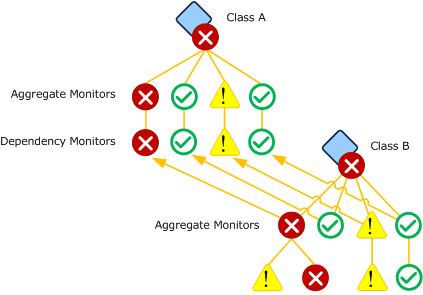 Class A
Aggregate Monitors
Dependency Monitors
Class B
Aggregate Monitors